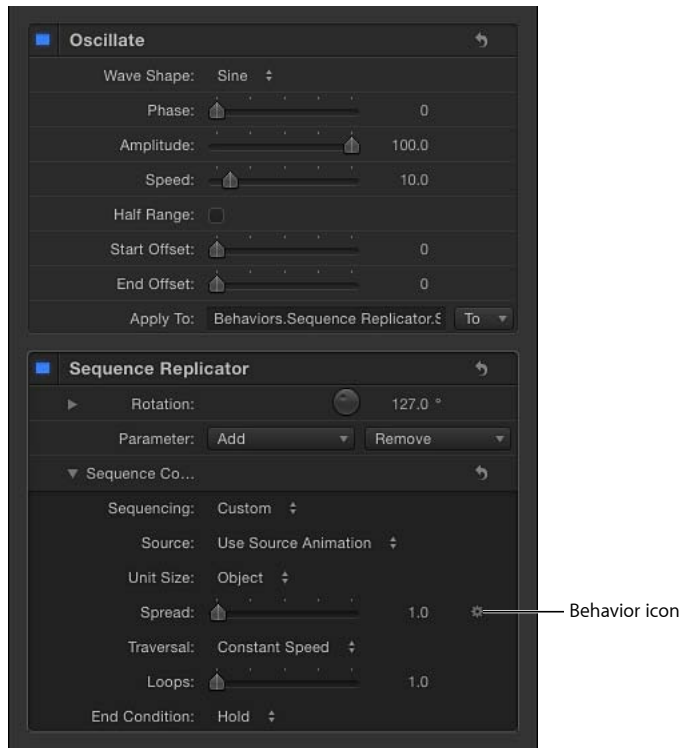 Oscillate
Wave Shape: Sine
Phase: 0
Amplitude: 100.0
Speed: 10.0
Half Range:
Start Offset: 0
End Offset: 0
Apply To: Behaviors.Sequence Replicator.S To
Sequence Replicator
Rotation: 127.0 °
Parameter: Add Remove
Sequence Co...
Sequencing: Custom
Source: Use Source Animation
Unit Size: Object
Spread: 1.0 Behavior icon
Traversal: Constant Speed
Loops: 1.0
End Condition: Hold